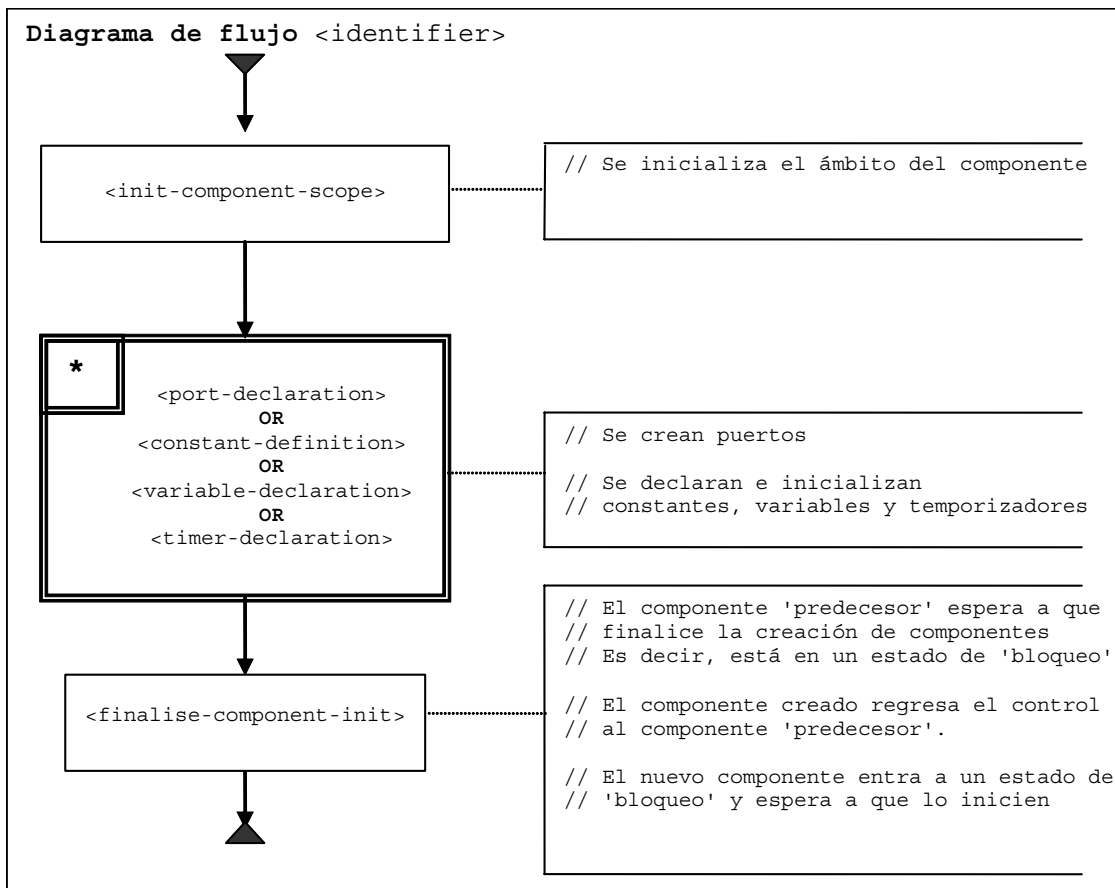 Diagrama de flujo <identifier>
<init-component-scope>
// Se inicializa el ámbito del componente
*
<port-declaration>
OR
<constant-definition>
OR
<variable-declaration>
OR
<timer-declaration>
// Se crean puertos
// Se declaran e inicializan
// constantes, variables y temporizadores
<finalise-component-init>
// El componente 'predecesor' espera a que
// finalice la creación de componentes
// Es decir, está en un estado de 'bloqueo'
// El componente creado regresa el control
// al componente 'predecesor'.
// El nuevo componente entra a un estado de
// 'bloqueo' y espera a que lo inicien